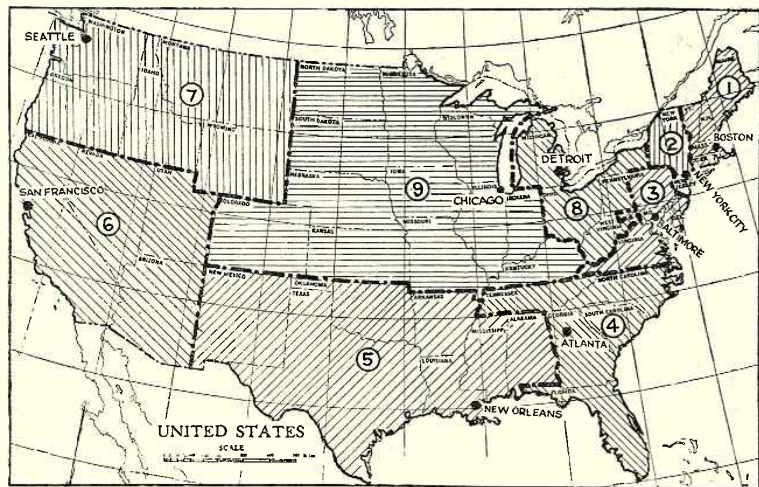 SEATTLE
WASHINGTON
MONTANA
OREGON
IDAHO
7
WYOMING
NORTH DAKOTA
MINNESOTA
SOUTH DAKOTA
WISCONSIN
MICHIGAN
NEBRASKA
IOWA
9
ILLINOIS
INDIANA
CHICAGO
DETROIT
OHIO
8
PENNSYLVANIA
WEST VIRGINIA
VIRGINIA
NEW YORK
2
1
BOSTON
NEW YORK CITY
3
BALTIMORE
CALIFORNIA
NEVADA
UTAH
COLORADO
SAN FRANCISCO
6
ARIZONA
KANSAS
MISSOURI
KENTUCKY
NEW MEXICO
OKLAHOMA
TEXAS
ARKANSAS
TENNESSEE
NORTH CAROLINA
SOUTH CAROLINA
GEORGIA
ALABAMA
MISSISSIPPI
4
ATLANTA
5
LOUISIANA
FLORIDA
NEW ORLEANS
UNITED STATES
SCALE